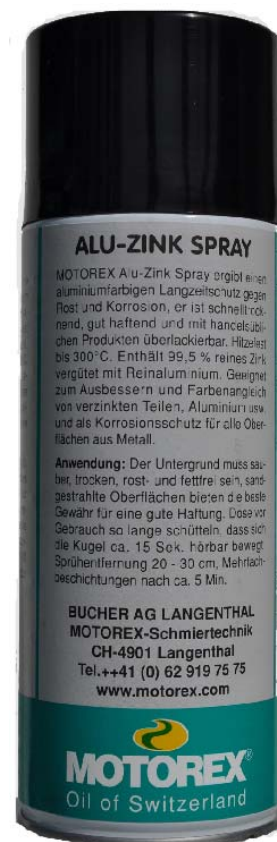 ALU-ZINK SPRAY
MOTOREX Alu-Zink Spray ergibt einen
aluminiumfarbigen Langzeitschutz gegen
Rost und Korrosion, er ist schnelltrock-
nend, gut haftend und mit handelsübli-
chen Produkten überlackierbar. Hitzefest
bis 300°C. Enthält 99,5 % reines Zink
vergütet mit Reinaluminium. Geeignet
zum Ausbessern und Farbenangleich
von verzinkten Teilen, Aluminium usw.
und als Korrosionsschutz für alle Ober-
flächen aus Metall.
Anwendung: Der Untergrund muss sau-
ber, trocken, rost- und fettfrei sein, sand-
gestrahlte Oberflächen bieten die beste
Gewähr für eine gute Haftung. Dose vor
Gebrauch so lange schütteln, dass sich
die Kugel ca. 15 Sek. hörbar bewegt.
Sprühentfernung 20 - 30 cm, Mehrfach-
beschichtungen nach ca. 5 Min.
BUCHER AG LANGENTHAL
MOTOREX-Schmiertechnik
CH-4901 Langenthal
Tel.++41 (0) 62 919 75 75
www.motorex.com
MOTOREX®
Oil of Switzerland